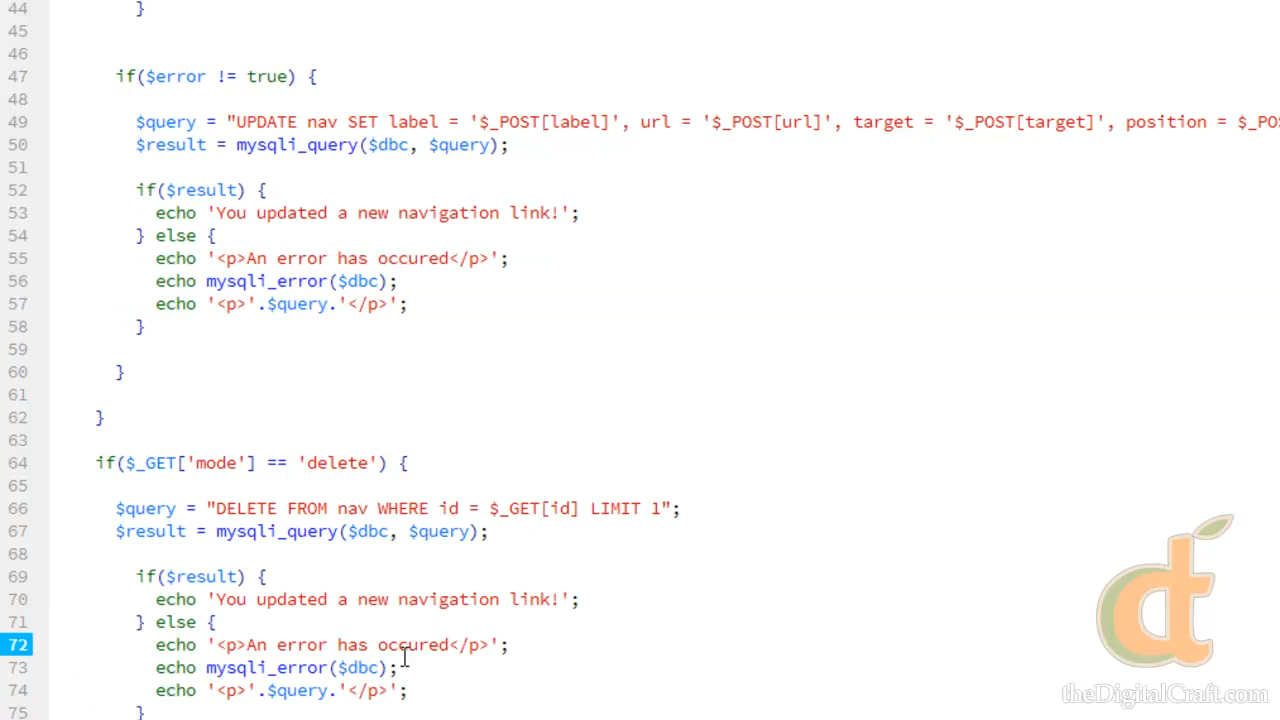 44 }
45
46
47 if($error != true) {
48
49 $query = "UPDATE nav SET label = '$_POST[label]', url = '$_POST[url]', target = '$_POST[target]', position = $_POS
50 $result = mysqli_query($dbc, $query);
51
52 if($result) {
53 echo 'You updated a new navigation link!';
54 } else {
55 echo '<p>An error has occured</p>';
56 echo mysqli_error($dbc);
57 echo '<p>'.$query.'</p>';
58 }
59
60 }
61
62 }
63
64 if($_GET['mode'] == 'delete') {
65
66 $query = "DELETE FROM nav WHERE id = $_GET[id] LIMIT 1";
67 $result = mysqli_query($dbc, $query);
68
69 if($result) {
70 echo 'You updated a new navigation link!';
71 } else {
72 echo '<p>An error has occured</p>';
73 echo mysqli_error($dbc);
74 echo '<p>'.$query.'</p>';
75 }
theDigitalCraft.com